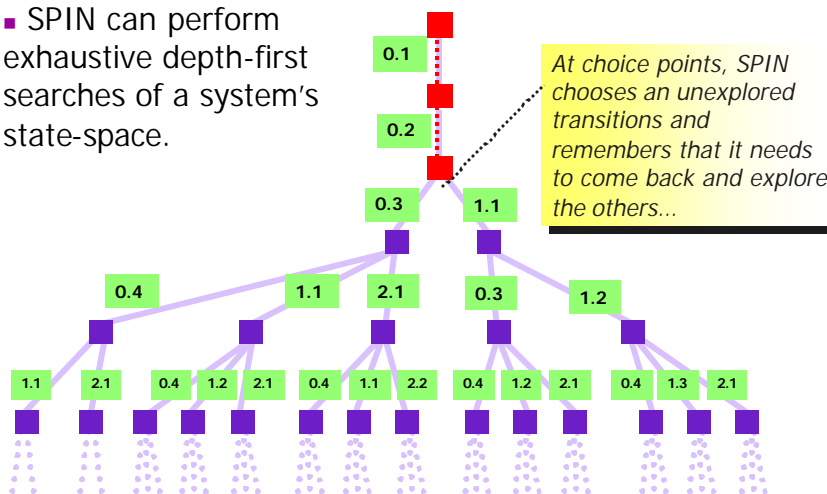 ▪ SPIN can perform
exhaustive depth-first
searches of a system's
state-space.
0.1
0.2
At choice points, SPIN
chooses an unexplored
transitions and
remembers that it needs
to come back and explore
the others...
0.3 1.1
0.4 1.1 2.1 0.3 1.2
1.1 2.1 0.4 1.2 2.1 0.4 1.1 2.2 0.4 1.2 2.1 0.4 1.3 2.1